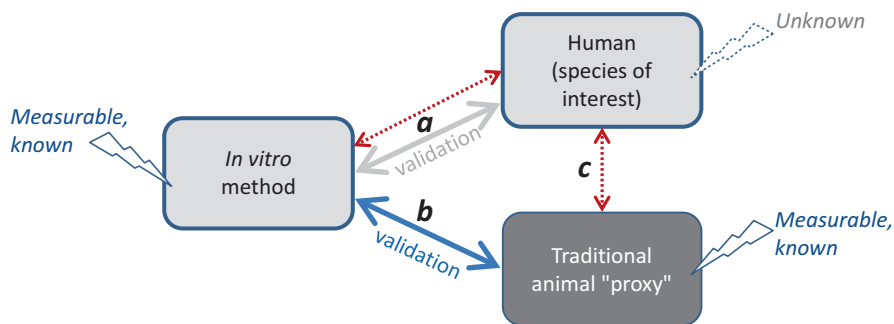 Unknown
Human
(species of
interest)
Measurable,
known
In vitro
method
a
validation
c
b
validation
Measurable,
known
Traditional
animal "proxy"